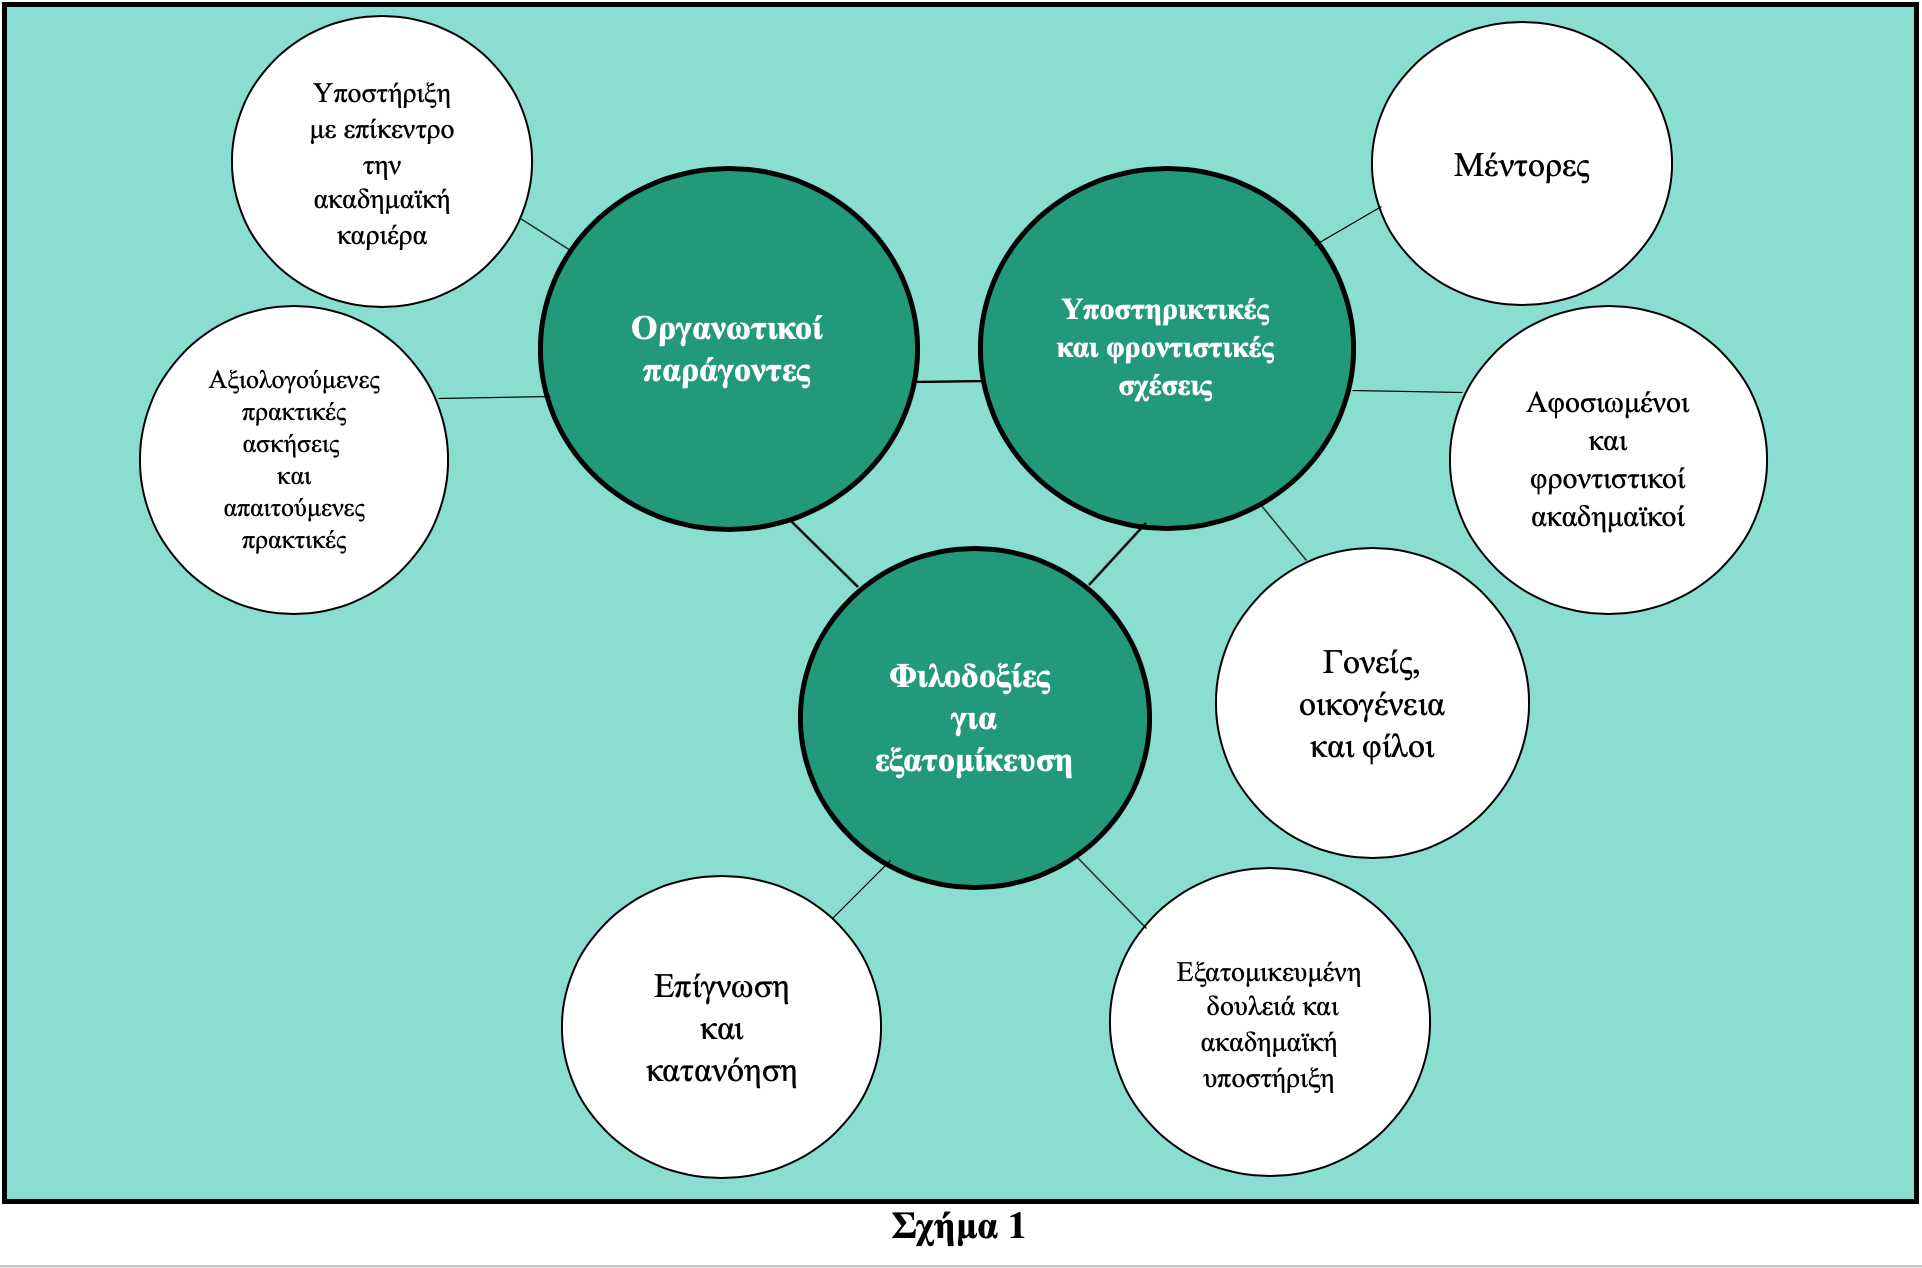 Υποστήριξη
με επίκεντρο
την
ακαδημαϊκή
καριέρα
Αξιολογούμενες
πρακτικές
ασκήσεις
και
απαιτούμενες
πρακτικές
Οργανωτικοί
παράγοντες
Υποστηρικτικές
και φροντιστικές
σχέσεις
Μέντορες
Αφοσιωμένοι
και
φροντιστικοί
ακαδημαϊκοί
Γονείς,
οικογένεια
και φίλοι
Φιλοδοξίες
για
εξατομίκευση
Επίγνωση
και
κατανόηση
Εξατομικευμένη
δουλειά και
ακαδημαϊκή
υποστήριξη
Σχήμα 1